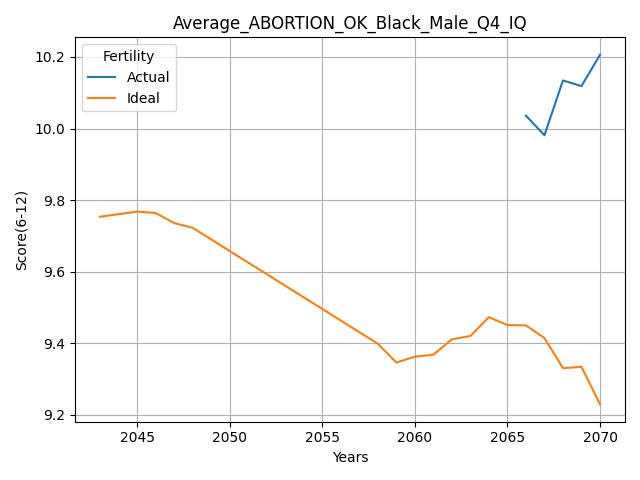 Average_ABORTION_OK_Black_Male_Q4_IQ
Fertility
Actual
Ideal
Score(6-12)
10.2
10.0
9.8
9.6
9.4
9.2
2045 2050 2055 2060 2065 2070
Years